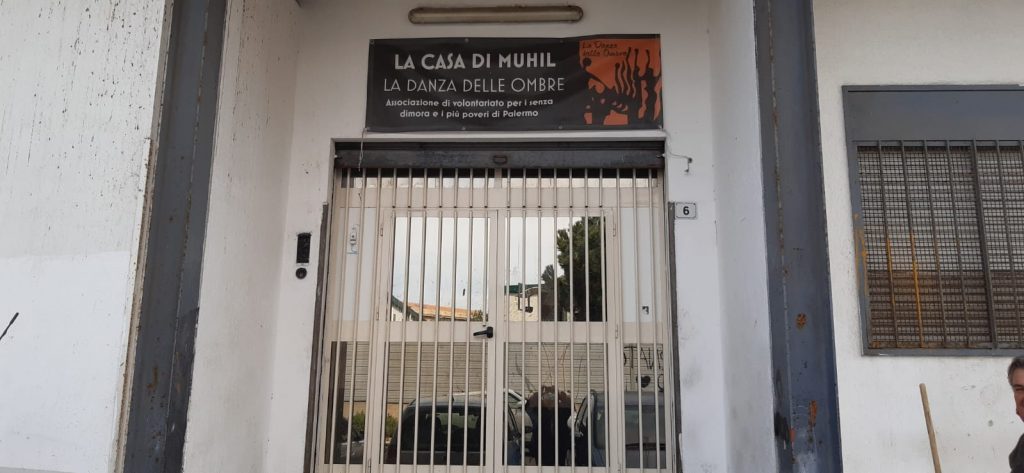 LA CASA DI MUHIL
LA DANZA DELLE OMBRE
Associazione di volontariato per i senza
dimora e i più poveri di Palermo
La Danza
delle Ombre
6